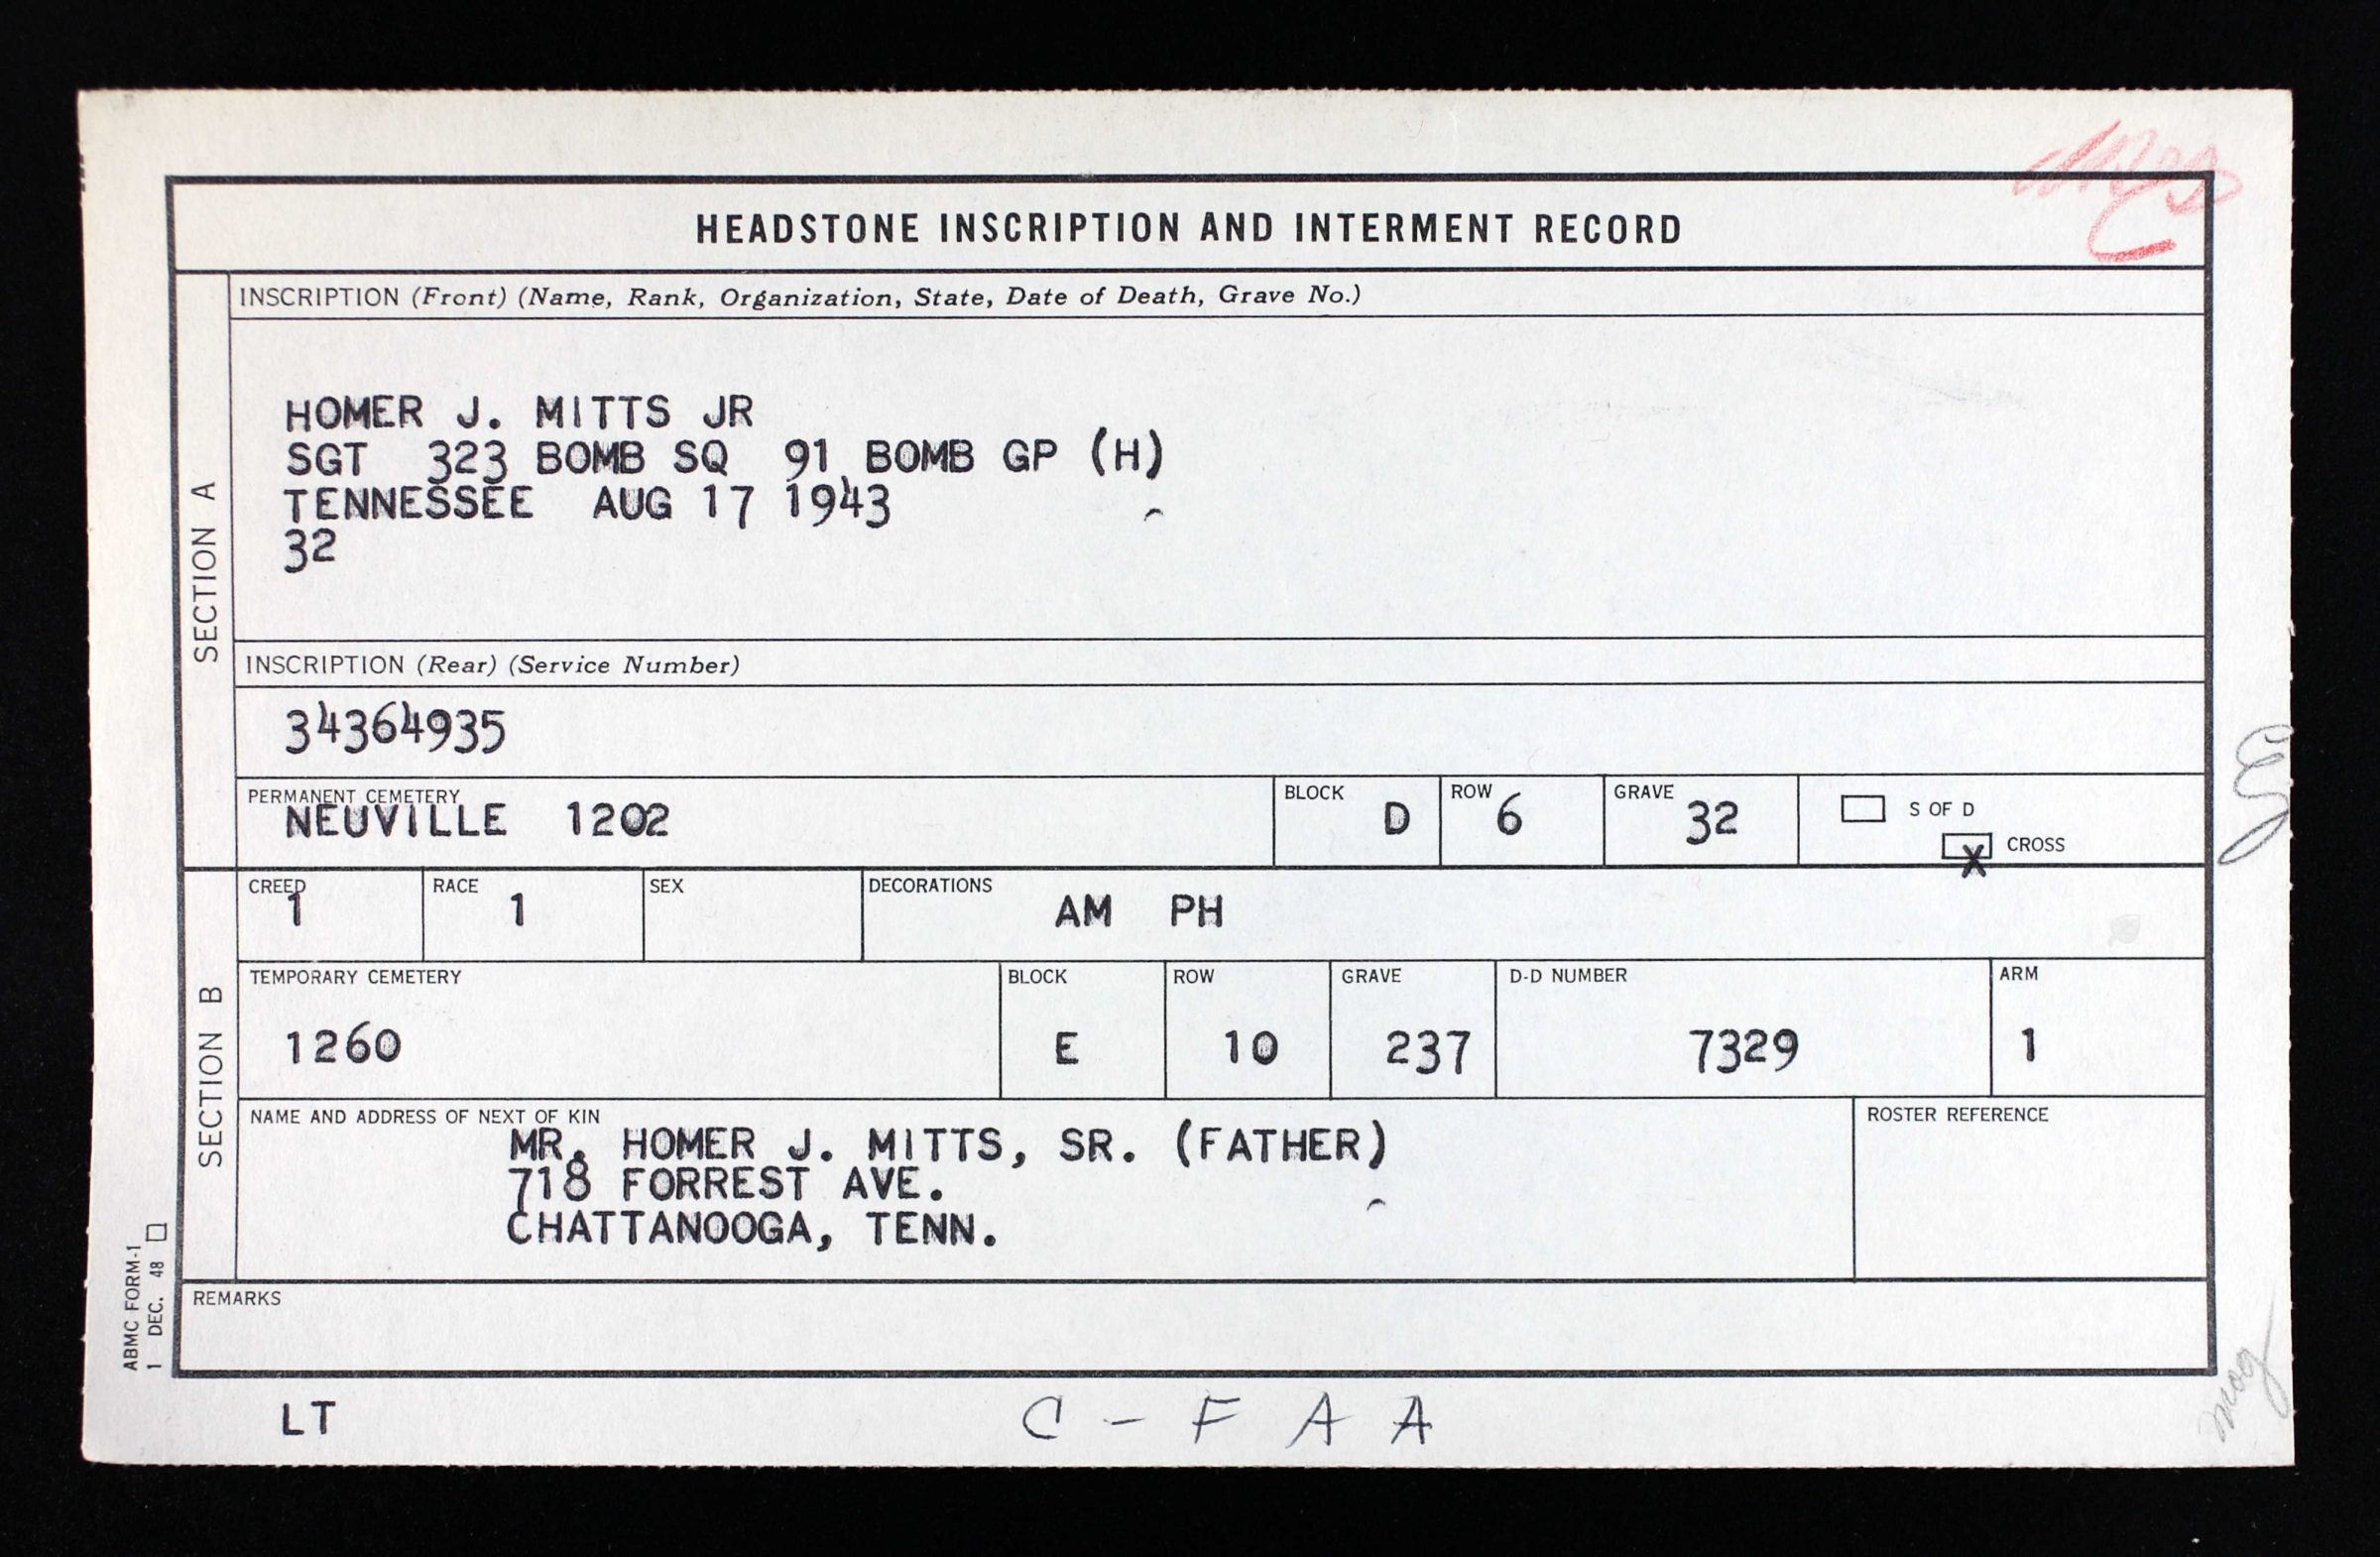 HEADSTONE INSCRIPTION AND INTERMENT RECORD
SECTION A
INSCRIPTION (Front) (Name, Rank, Organization, State, Date of Death, Grave No.)
HOMER J. MITTS JR
SGT 323 BOMB SQ 91 BOMB GP (H)
TENNESSEE AUG 17 1943
32
INSCRIPTION (Rear) (Service Number)
34364935
PERMANENT CEMETERY BLOCK ROW GRAVE
NEUVILLE 1202 D 6 32
S OF D
X CROSS
SECTION B
CREED RACE SEX DECORATIONS
1 1 AM PH
TEMPORARY CEMETERY BLOCK ROW GRAVE D-D NUMBER ARM
1260 E 10 237 7329 1
NAME AND ADDRESS OF NEXT OF KIN ROSTER REFERENCE
MR. HOMER J. MITTS, SR. (FATHER)
718 FORREST AVE.
CHATTANOOGA, TENN.
REMARKS
ABMC FORM-1
1 DEC. 48
LT C - F A A